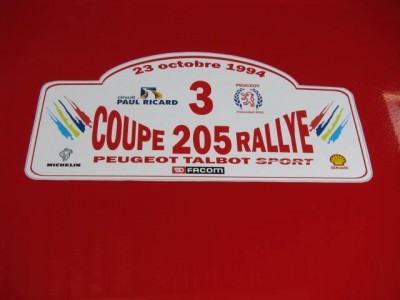 23 octobre 1994
circuit
PAUL RICARD
3
PEUGEOT
COUPE 205 RALLYE
PEUGEOT TALBOT SPORT
MICHELIN
FACOM
Shell